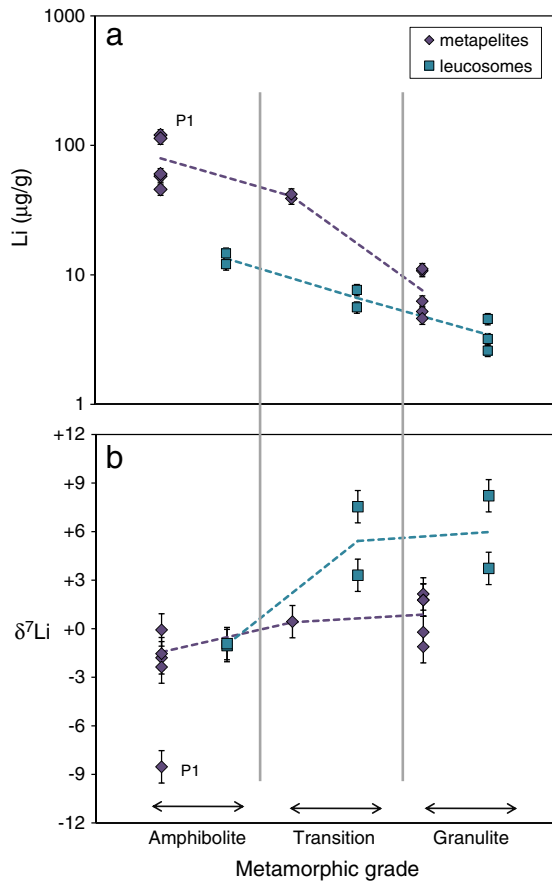 1000
a
metapelites
leucosomes
P1
100
Li (μg/g)
10
1
+12
b
+9
+6
+3
δ⁷Li
+0
-3
-6
P1
-9
-12
Amphibolite Transition Granulite
Metamorphic grade